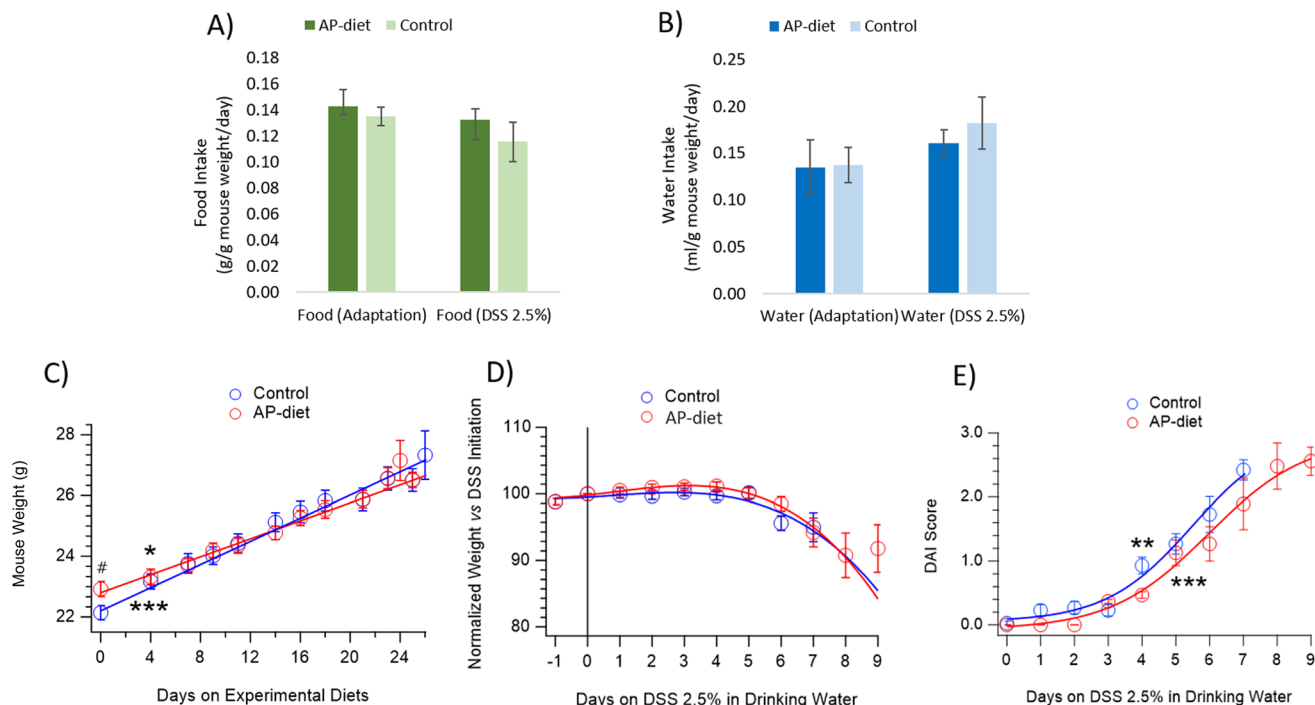 A)
AP-diet Control
0.18
0.16
0.14
0.12
0.10
0.08
0.06
0.04
0.02
0.00
Food Intake
(g/g mouse weight/day)
Food (Adaptation) Food (DSS 2.5%)
B)
AP-diet Control
0.25
0.20
0.15
0.10
0.05
0.00
Water Intake
(ml/g mouse weight/day)
Water (Adaptation) Water (DSS 2.5%)
C)
Control
AP-diet
28
26
24
22
Mouse Weight (g)
#
*
***
0 4 8 12 16 20 24
Days on Experimental Diets
D)
Control
AP-diet
110
100
90
80
Normalized Weight vs DSS Initiation
-1 0 1 2 3 4 5 6 7 8 9
Days on DSS 2.5% in Drinking Water
E)
Control
AP-diet
3.0
2.0
1.0
0.0
DAI Score
**
***
0 1 2 3 4 5 6 7 8 9
Days on DSS 2.5% in Drinking Water